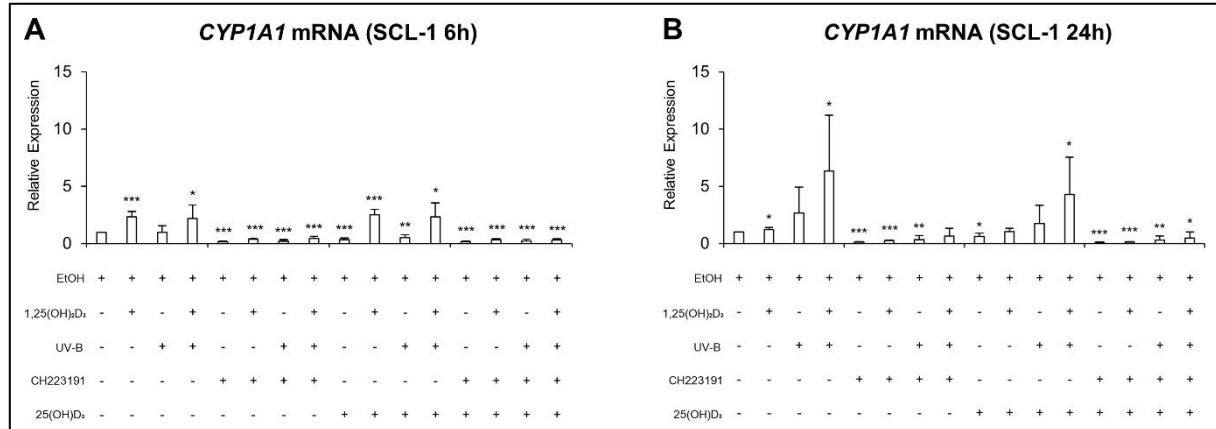 A
CYP1A1 mRNA (SCL-1 6h)
Relative Expression
15
10
5
0
*** * *** *** *** *** *** *** ** * *** *** *** ***
EtOH + + + + + + + + + + + + + + + +
1,25(OH)₂D₃ - + - + - + - + - + - + - + - +
UV-B - - + + - - + + - - + + - - + +
CH223191 - - - - + + + + - - - - + + + +
25(OH)D₃ - - - - - - - - + + + + + + + +
B
CYP1A1 mRNA (SCL-1 24h)
Relative Expression
15
10
5
0
* * *** *** ** * * *** *** ** *
EtOH + + + + + + + + + + + + + + + +
1,25(OH)₂D₃ - + - + - + - + - + - + - + - +
UV-B - - + + - - + + - - + + - - + +
CH223191 - - - - + + + + - - - - + + + +
25(OH)D₃ - - - - - - - - + + + + + + + +